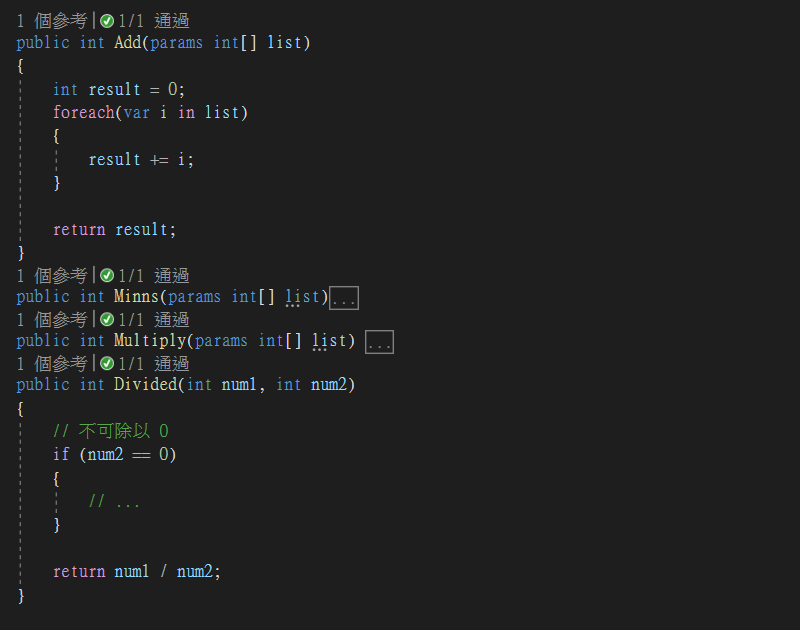 1 個參考|1/1 通過
public int Add(params int[] list)
{
int result = 0;
foreach(var i in list)
{
result += i;
}
return result;
}
1 個參考|1/1 通過
public int Minns(params int[] list)...
1 個參考|1/1 通過
public int Multiply(params int[] list) ...
1 個參考|1/1 通過
public int Divided(int num1, int num2)
{
// 不可除以 0
if (num2 == 0)
{
// ...
}
return num1 / num2;
}